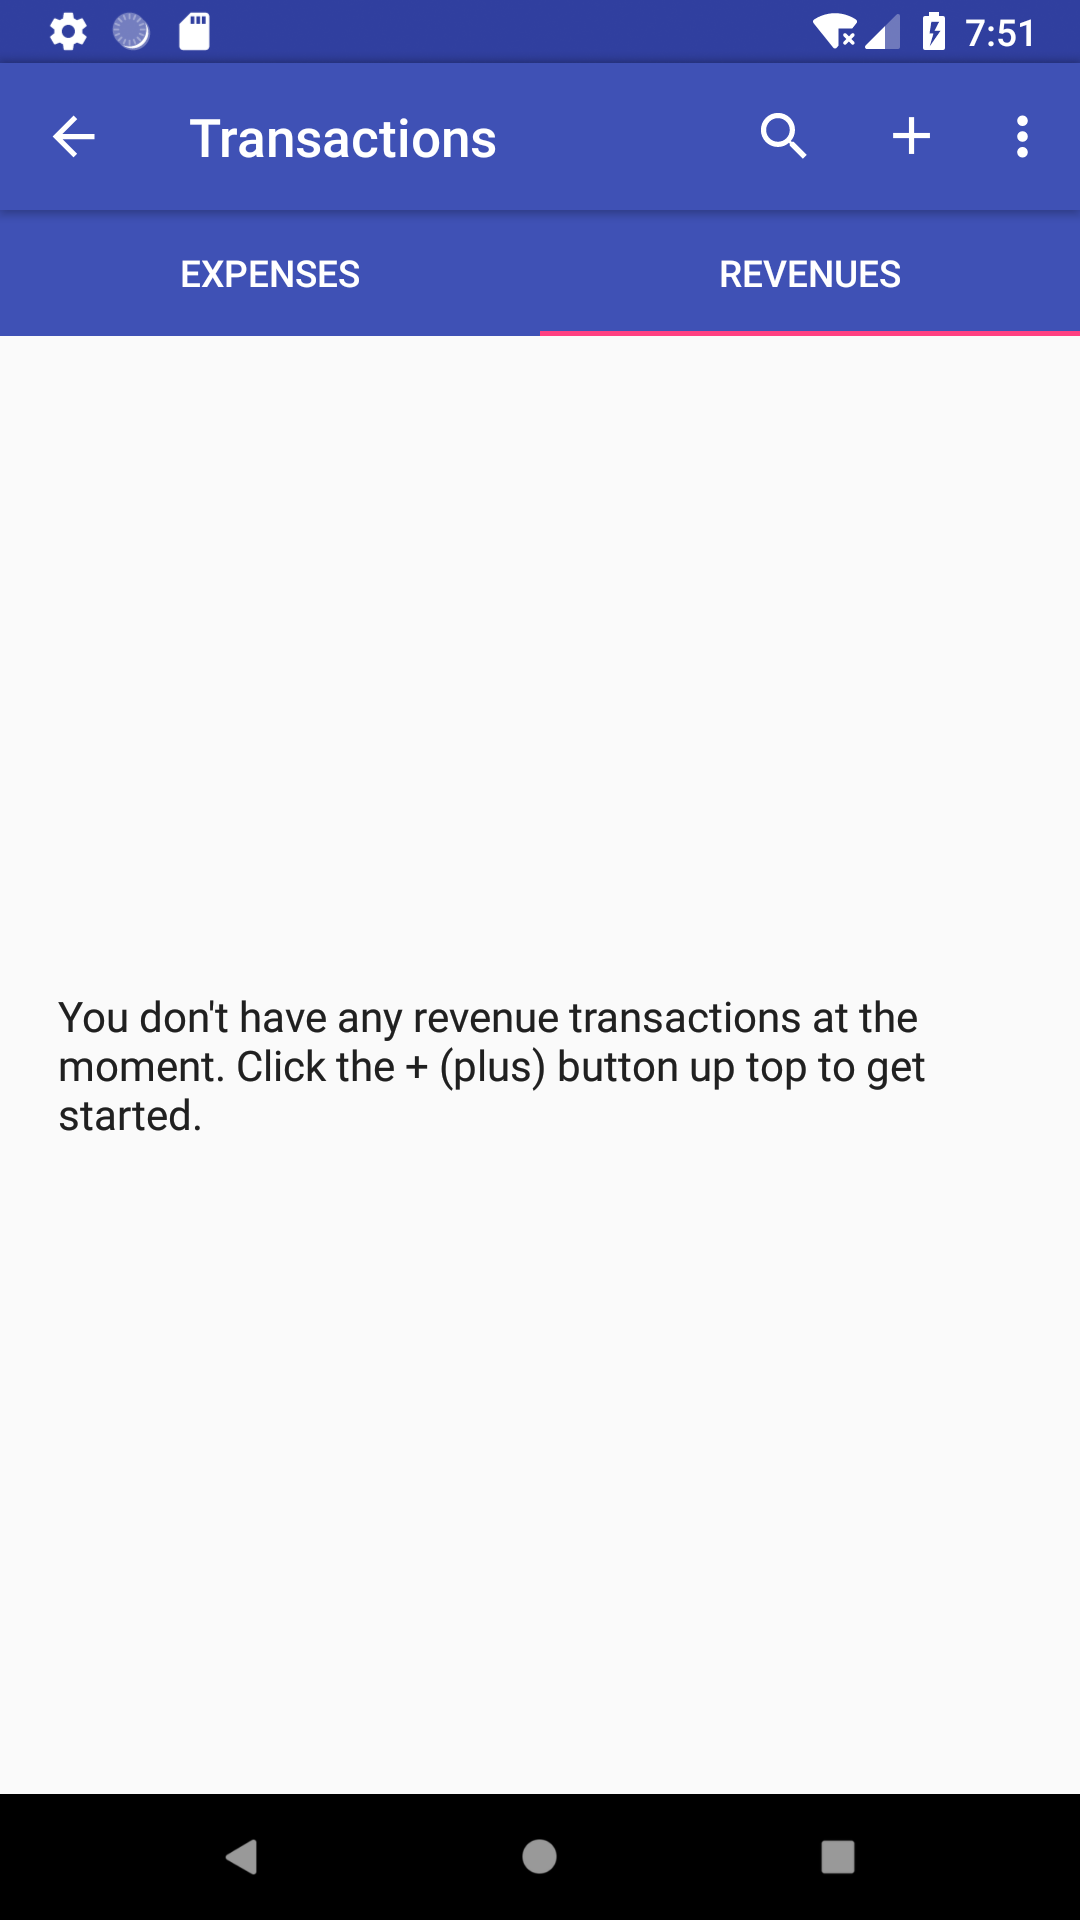 7:51
Transactions
EXPENSES
REVENUES
You don't have any revenue transactions at the
moment. Click the + (plus) button up top to get
started.